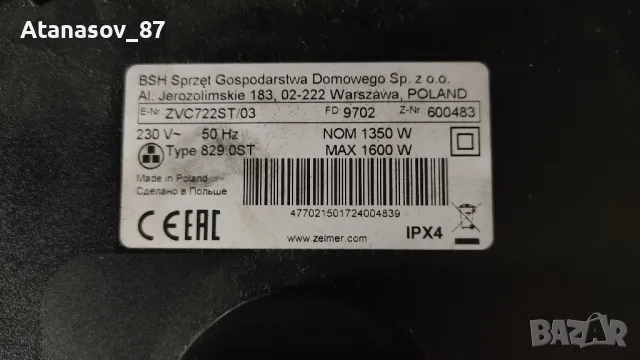 Atanasov_87
BSH Sprzęt Gospodarstwa Domowego Sp. z o.o.
Al. Jerozolimskie 183, 02-222 Warszawa, POLAND
E-Nr. ZVC722ST/03 FD 9702 Z-Nr. 600483
230 V~ 50 Hz NOM 1350 W
Type 829.0ST MAX 1600 W
Made in Poland
Сделано в Польше
477021501724004839
CE EAC
www.zelmer.com IPX4
BAZAR